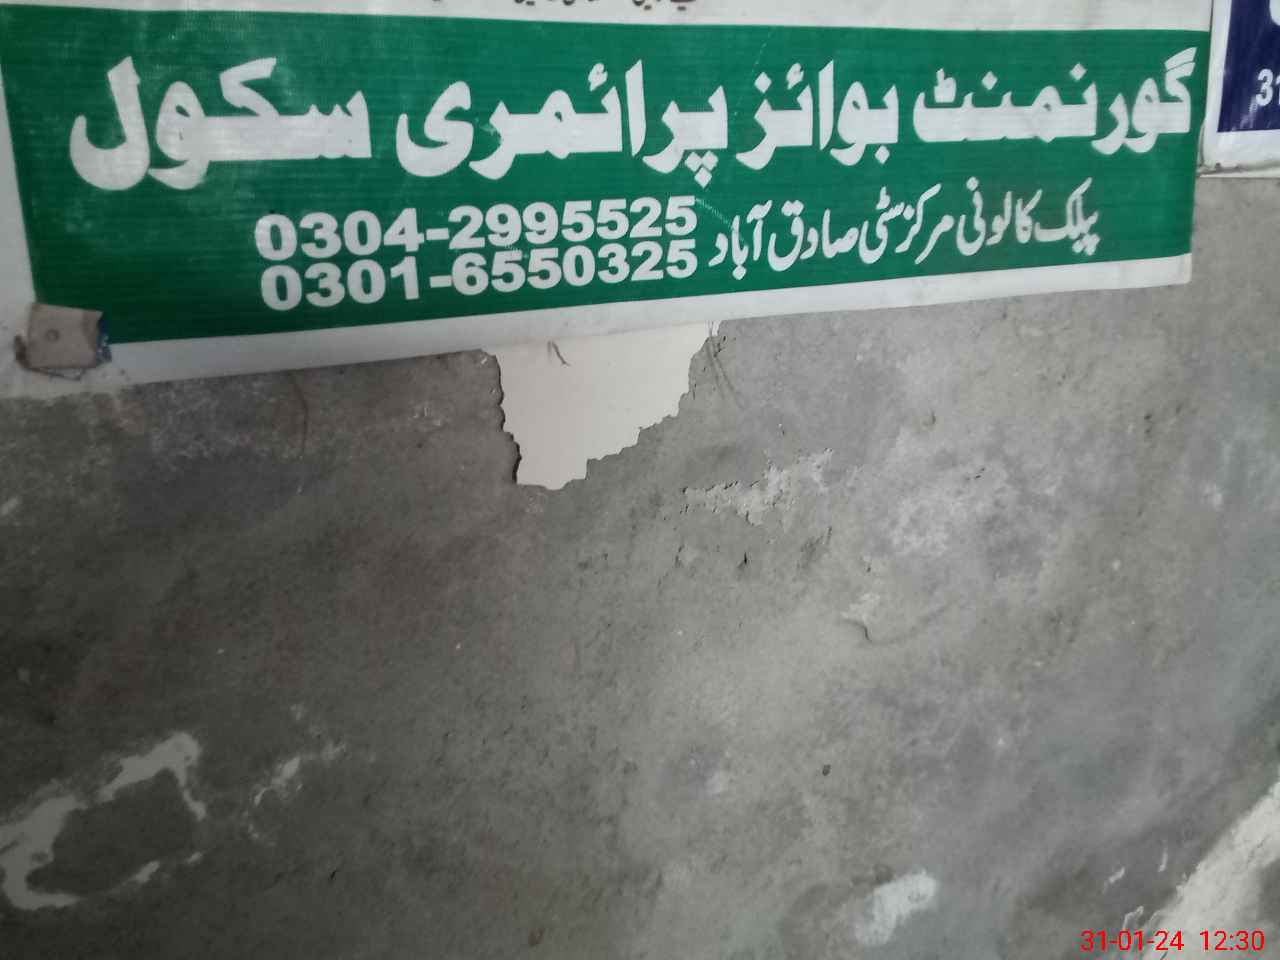 گورنمنٹ بوائز پرائمری سکول
پبلک کالونی مرکز سٹی صادق آباد
0304-2995525
0301-6550325
31-01-24 12:30